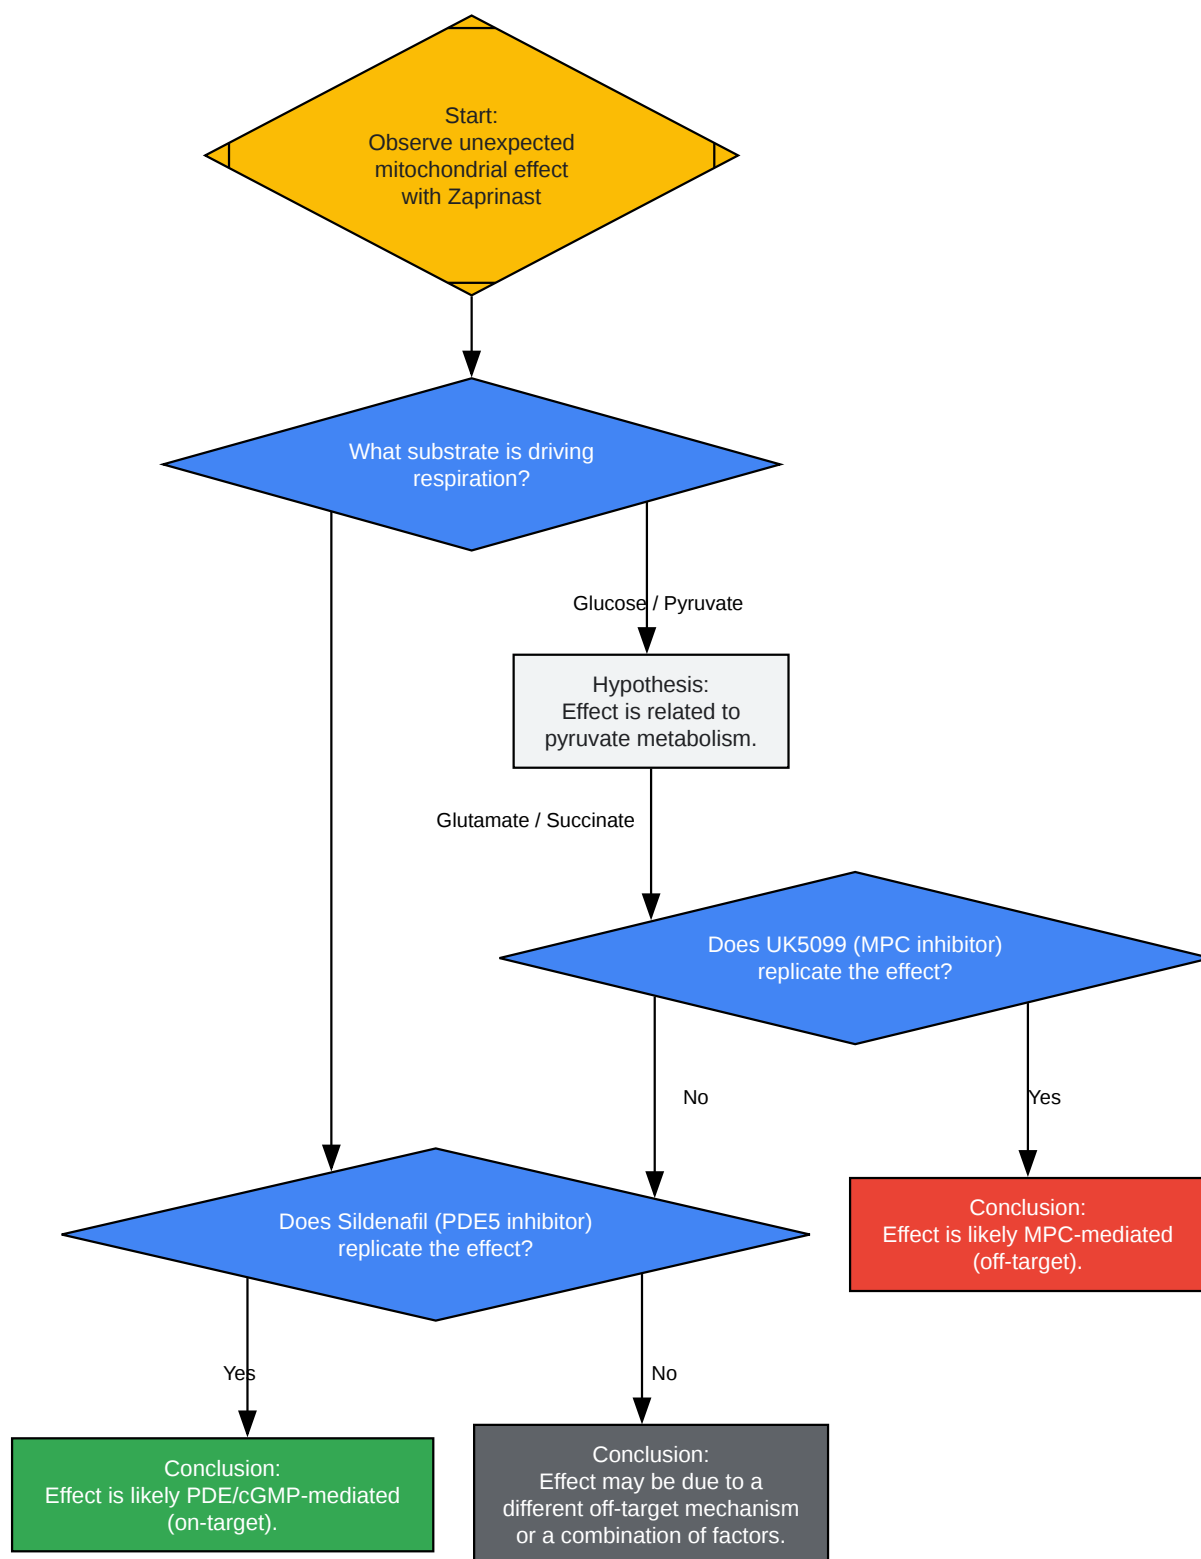 Start:
Observe unexpected
mitochondrial effect
with Zaprinast
What substrate is driving
respiration?
Glucose / Pyruvate
Hypothesis:
Effect is related to
pyruvate metabolism.
Glutamate / Succinate
Does UK5099 (MPC inhibitor)
replicate the effect?
No
Yes
Conclusion:
Effect is likely MPC-mediated
(off-target).
Does Sildenafil (PDE5 inhibitor)
replicate the effect?
Yes
No
Conclusion:
Effect is likely PDE/cGMP-mediated
(on-target).
Conclusion:
Effect may be due to a
different off-target mechanism
or a combination of factors.